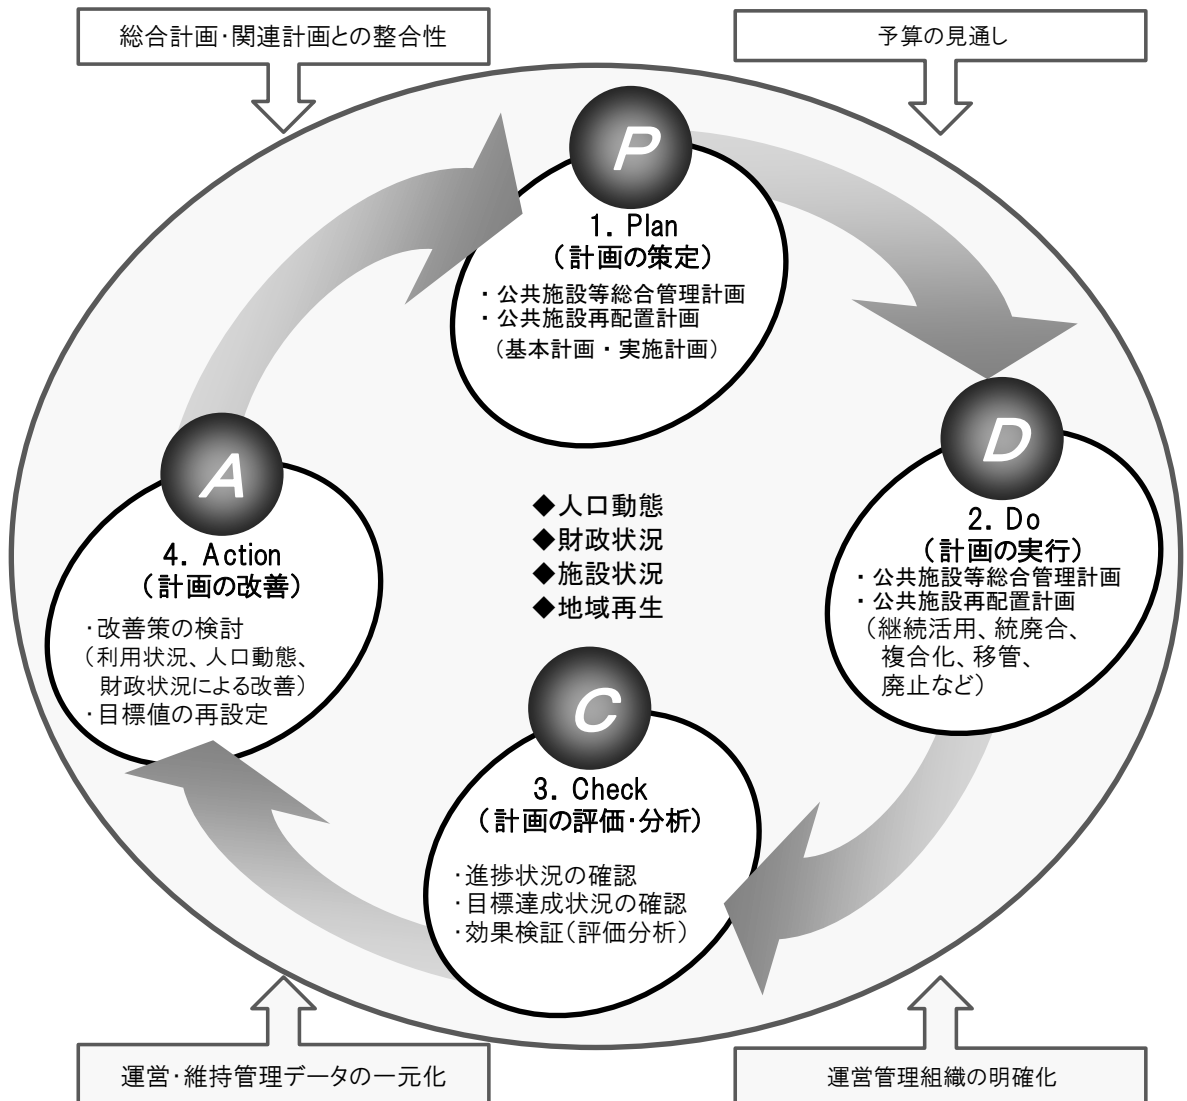 総合計画・関連計画との整合性
予算の見通し
P
1. Plan
（計画の策定）
・公共施設等総合管理計画
・公共施設再配置計画
（基本計画・実施計画）
D
2. Do
（計画の実行）
・公共施設等総合管理計画
・公共施設再配置計画
（継続活用、統廃合、
複合化、移管、
廃止など）
A
4. Action
（計画の改善）
・改善策の検討
（利用状況、人口動態、
財政状況による改善）
・目標値の再設定
◆人口動態
◆財政状況
◆施設状況
◆地域再生
C
3. Check
（計画の評価・分析）
・進捗状況の確認
・目標達成状況の確認
・効果検証（評価分析）
運営・維持管理データの一元化
運営管理組織の明確化